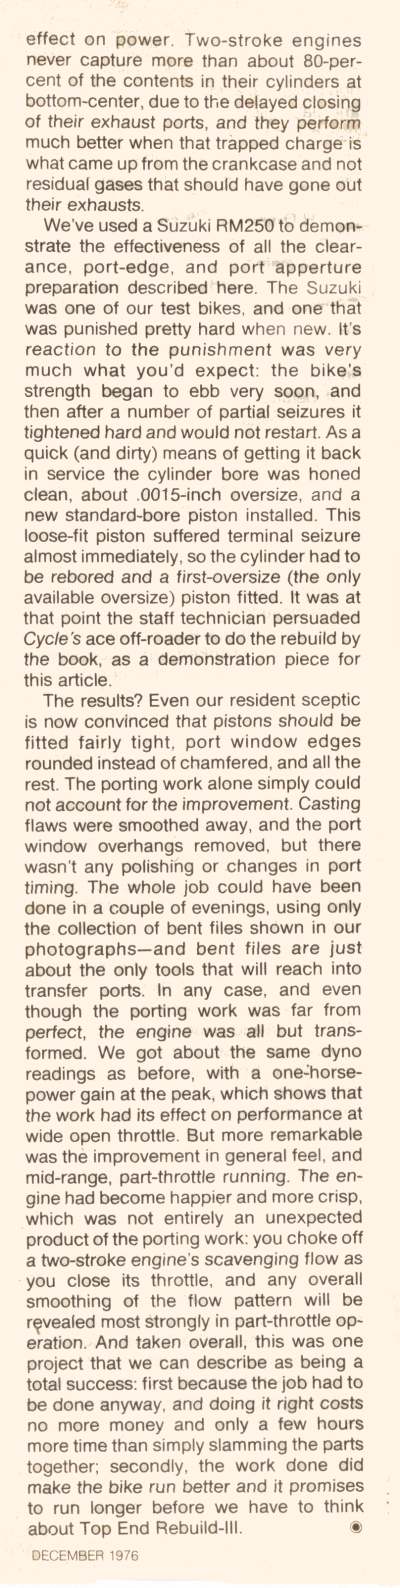 effect on power. Two-stroke engines
never capture more than about 80-per-
cent of the contents in their cylinders at
bottom-center, due to the delayed closing
of their exhaust ports, and they perform
much better when that trapped charge is
what came up from the crankcase and not
residual gases that should have gone out
their exhausts.
We've used a Suzuki RM250 to demon-
strate the effectiveness of all the clear-
ance, port-edge, and port apperture
preparation described here. The Suzuki
was one of our test bikes, and one that
was punished pretty hard when new. It's
reaction to the punishment was very
much what you'd expect: the bike's
strength began to ebb very soon, and
then after a number of partial seizures it
tightened hard and would not restart. As a
quick (and dirty) means of getting it back
in service the cylinder bore was honed
clean, about .0015-inch oversize, and a
new standard-bore piston installed. This
loose-fit piston suffered terminal seizure
almost immediately, so the cylinder had to
be rebored and a first-oversize (the only
available oversize) piston fitted. It was at
that point the staff technician persuaded
Cycle's ace off-roader to do the rebuild by
the book, as a demonstration piece for
this article.
The results? Even our resident sceptic
is now convinced that pistons should be
fitted fairly tight, port window edges
rounded instead of chamfered, and all the
rest. The porting work alone simply could
not account for the improvement. Casting
flaws were smoothed away, and the port
window overhangs removed, but there
wasn't any polishing or changes in port
timing. The whole job could have been
done in a couple of evenings, using only
the collection of bent files shown in our
photographs—and bent files are just
about the only tools that will reach into
transfer ports. In any case, and even
though the porting work was far from
perfect, the engine was all but trans-
formed. We got about the same dyno
readings as before, with a one-horse-
power gain at the peak, which shows that
the work had its effect on performance at
wide open throttle. But more remarkable
was the improvement in general feel, and
mid-range, part-throttle running. The en-
gine had become happier and more crisp,
which was not entirely an unexpected
product of the porting work: you choke off
a two-stroke engine's scavenging flow as
you close its throttle, and any overall
smoothing of the flow pattern will be
revealed most strongly in part-throttle op-
eration. And taken overall, this was one
project that we can describe as being a
total success: first because the job had to
be done anyway, and doing it right costs
no more money and only a few hours
more time than simply slamming the parts
together; secondly, the work done did
make the bike run better and it promises
to run longer before we have to think
about Top End Rebuild-III.
DECEMBER 1976